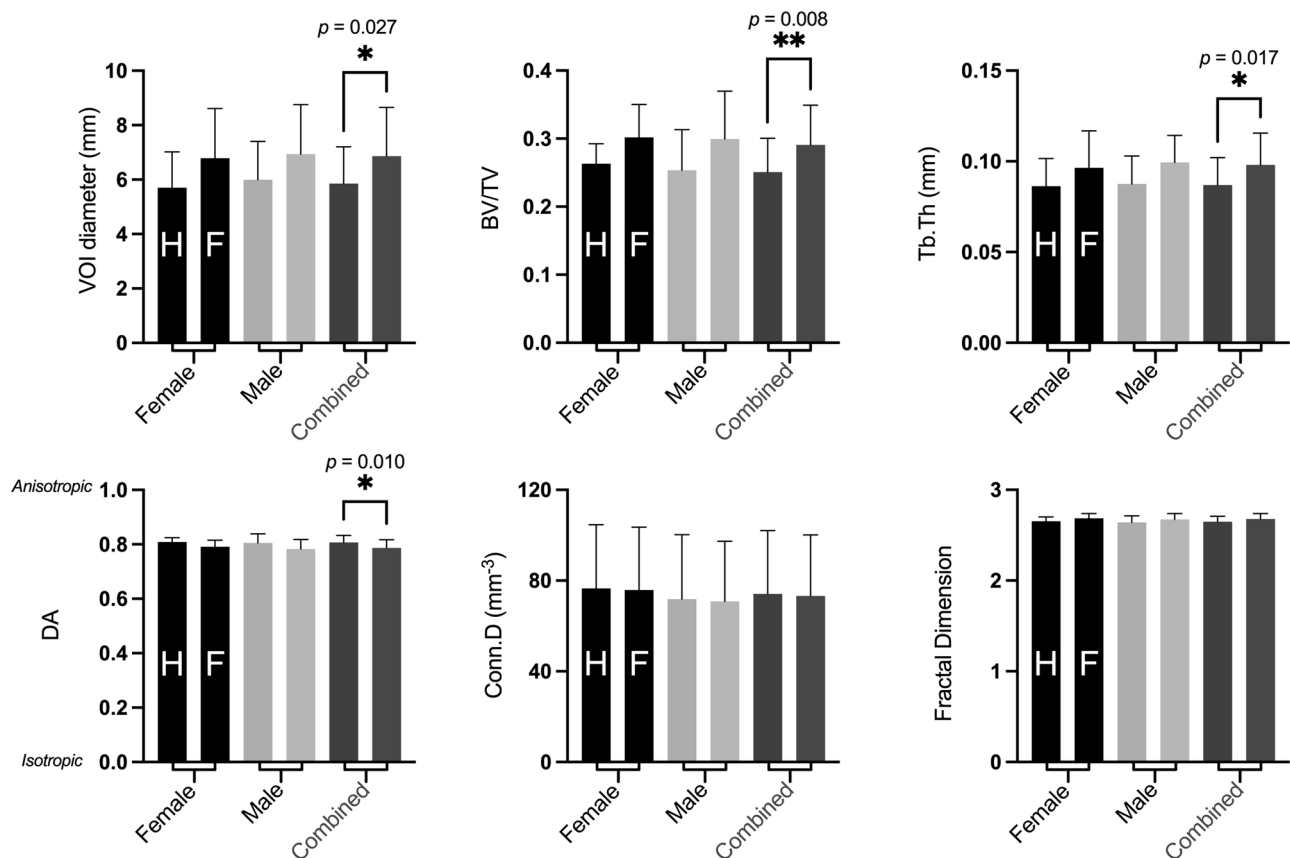 p = 0.027
*
VOI diameter (mm)
10
8
6
4
2
0
H F
Female
Male
Combined
p = 0.008
**
BV/TV
0.4
0.3
0.2
0.1
0.0
H F
Female
Male
Combined
p = 0.017
*
Tb.Th (mm)
0.15
0.10
0.05
0.00
H F
Female
Male
Combined
p = 0.010
*
Anisotropic
Isotropic
DA
1.0
0.8
0.6
0.4
0.2
0.0
H F
Female
Male
Combined
Conn.D (mm-3)
120
80
40
0
H F
Female
Male
Combined
Fractal Dimension
3
2
1
0
H F
Female
Male
Combined